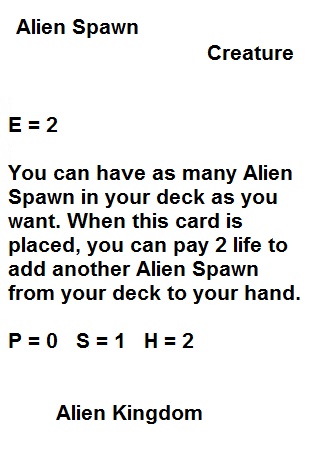 Alien Spawn
Creature
E = 2
You can have as many Alien
Spawn in your deck as you
want. When this card is
placed, you can pay 2 life to
add another Alien Spawn
from your deck to your hand.
P = 0   S = 1   H = 2
Alien Kingdom